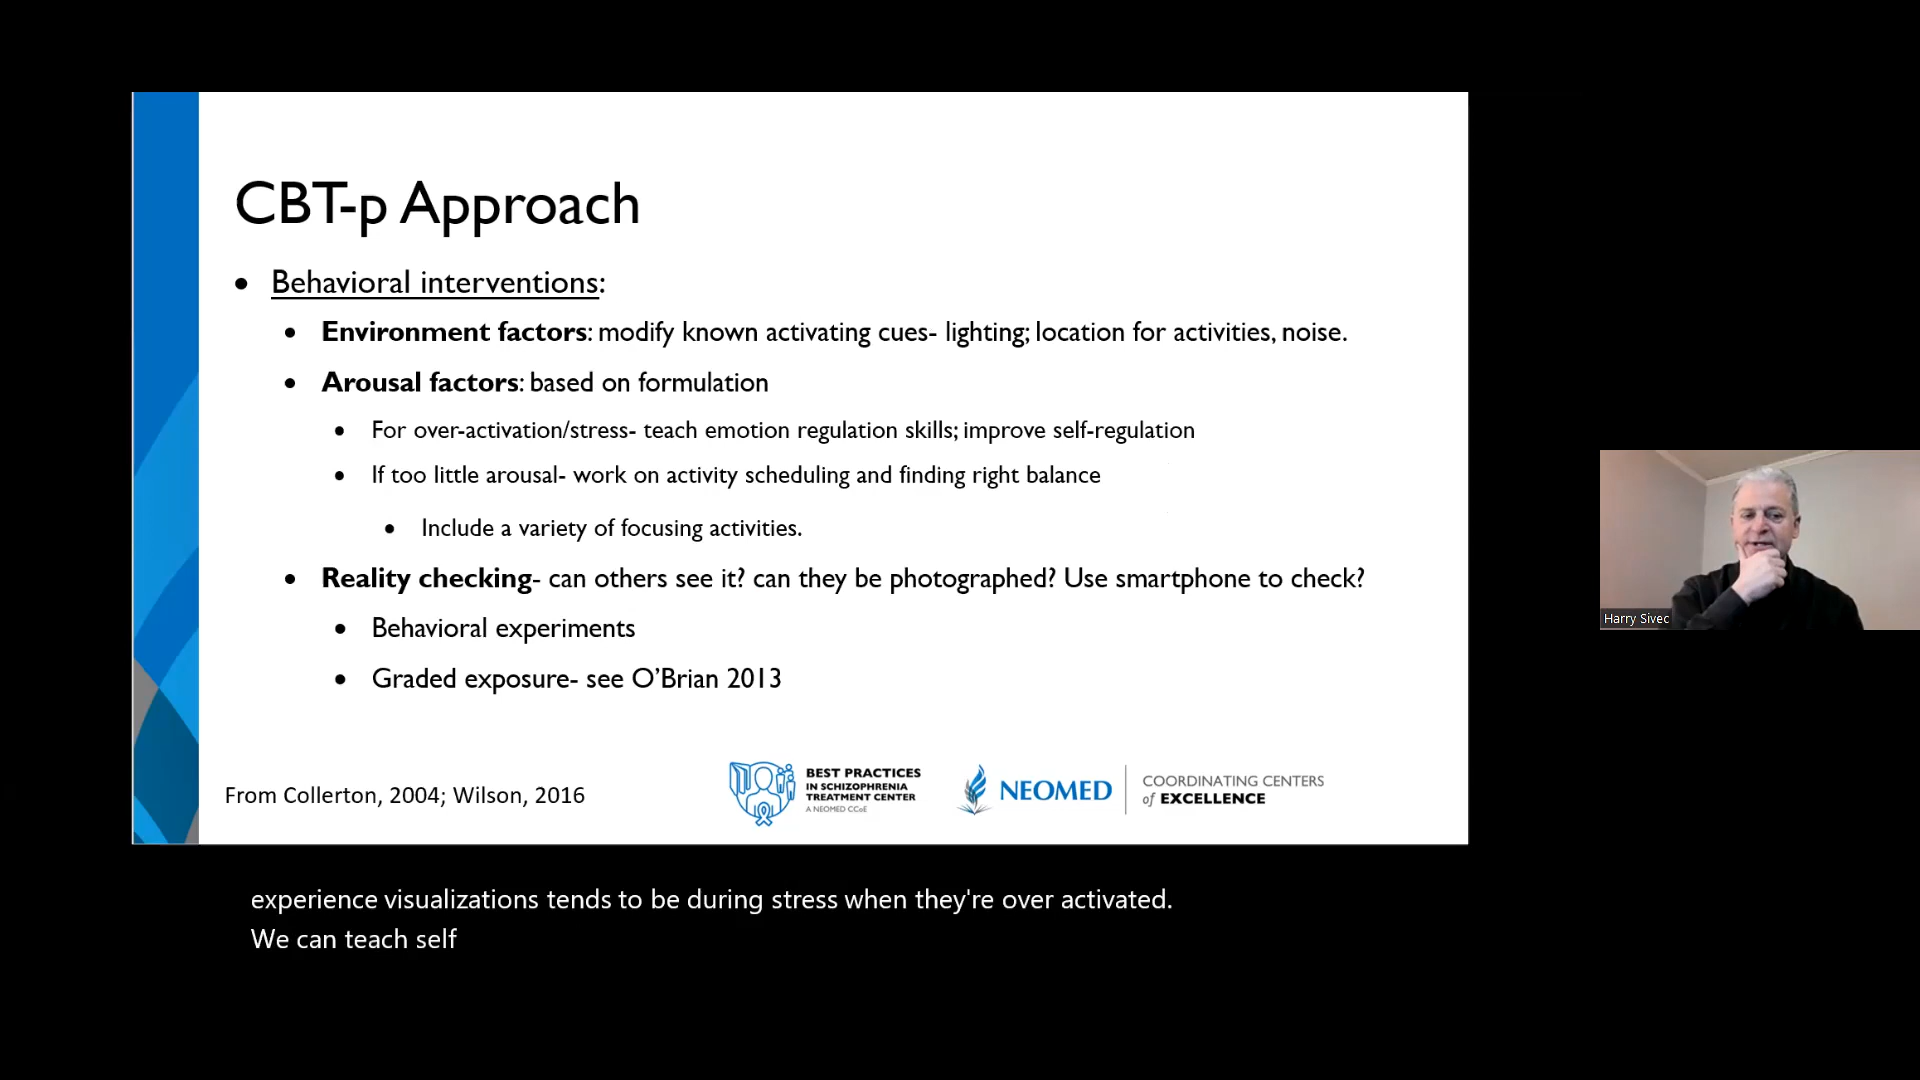 CBT-p Approach
• Behavioral interventions:
• Environment factors: modify known activating cues- lighting; location for activities, noise.
• Arousal factors: based on formulation
• For over-activation/stress- teach emotion regulation skills; improve self-regulation
• If too little arousal- work on activity scheduling and finding right balance
• Include a variety of focusing activities.
• Reality checking- can others see it? can they be photographed? Use smartphone to check?
• Behavioral experiments
• Graded exposure- see O’Brian 2013
From Collerton, 2004; Wilson, 2016
BEST PRACTICES
IN SCHIZOPHRENIA
TREATMENT CENTER
A NEOMED CCoE
NEOMED
COORDINATING CENTERS
of EXCELLENCE
Harry Sivec
experience visualizations tends to be during stress when they're over activated.
We can teach self